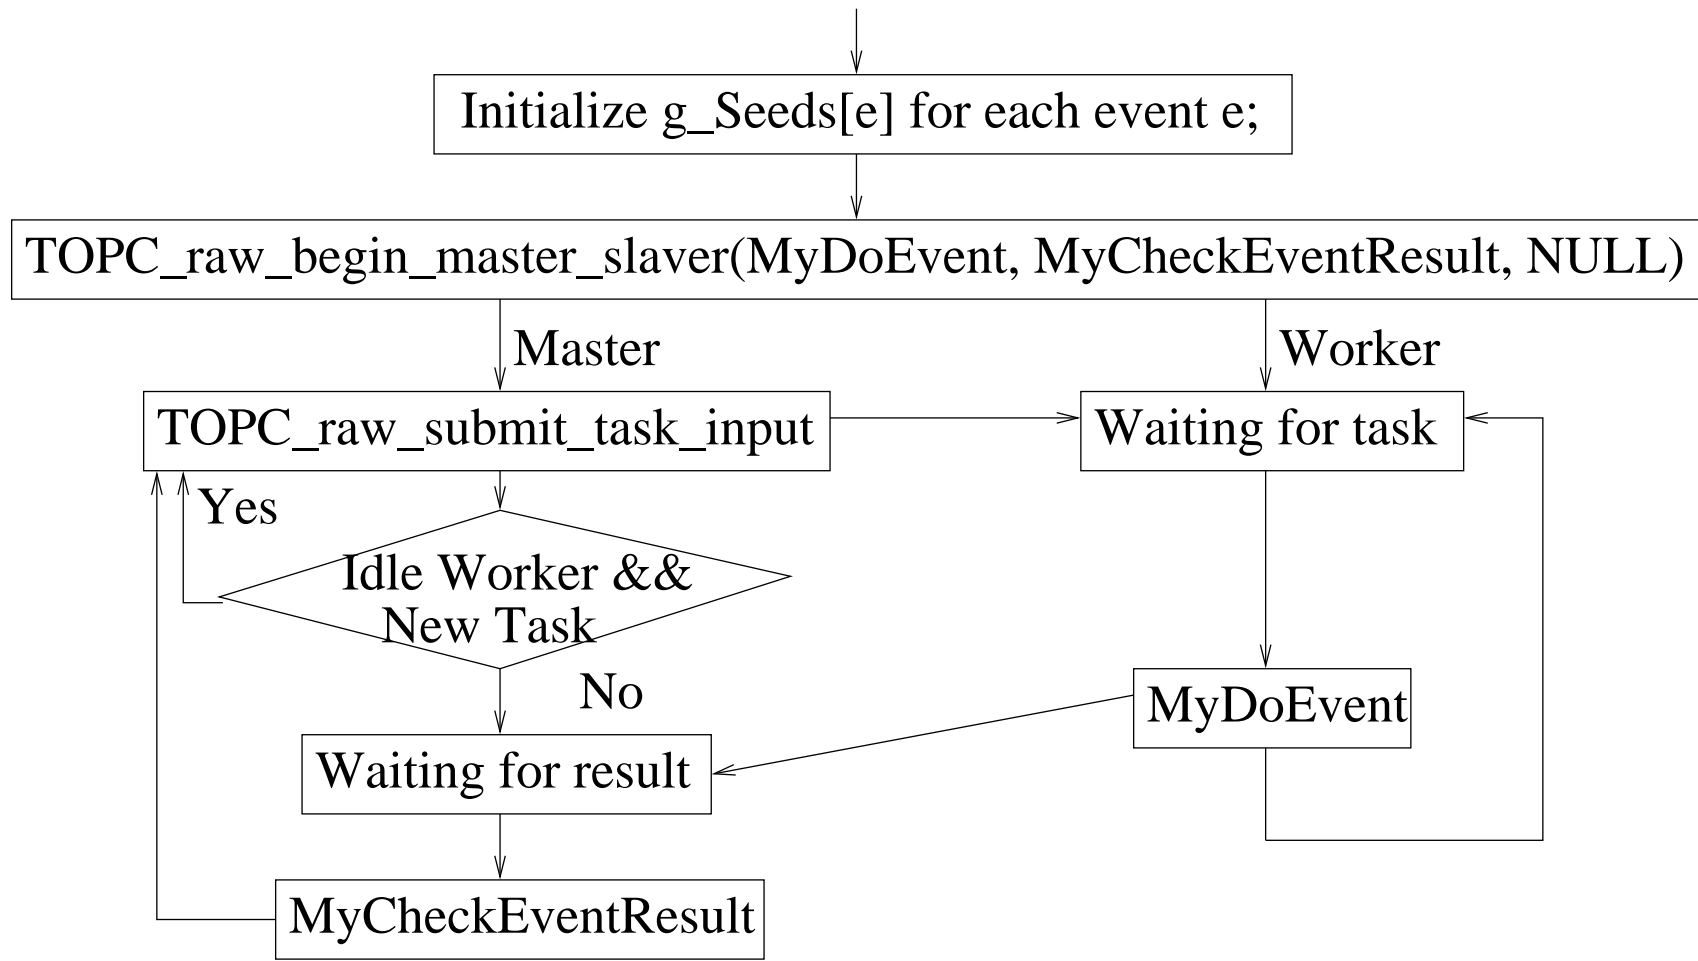 Initialize g_Seeds[e] for each event e;
TOPC_raw_begin_master_slaver(MyDoEvent, MyCheckEventResult, NULL)
Master
Worker
TOPC_raw_submit_task_input
Waiting for task
Yes
Idle Worker &&
New Task
No
MyDoEvent
Waiting for result
MyCheckEventResult